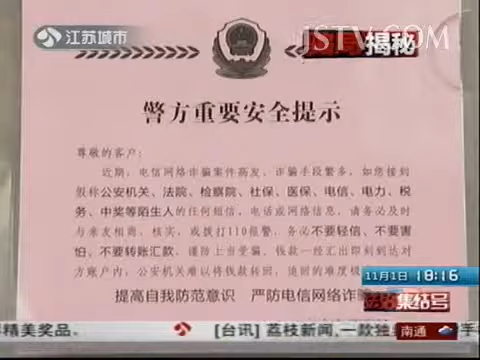 江苏城市
JSTV.COM
揭秘
警方重要安全提示
尊敬的客户：
近期，电信网络诈骗案件高发，诈骗手段繁多，如您接到
假称公安机关、法院、检察院、社保、医保、电信、电力、税
务、中奖等陌生人的任何短信，电话或网络信息，请务必及时
与亲友相商、核实，或拨打110报警，务必不要轻信、不要害
怕、不要转账汇款，谨防上当受骗，钱款一经汇出即刻到达对
方账户内，公安机关难以将钱款转回，追回的难度极
提高自我防范意识 严防电信网络诈骗
11月1日 18:16
集结号
得精美奖品。
[台讯] 荔枝新闻，一款独
南通